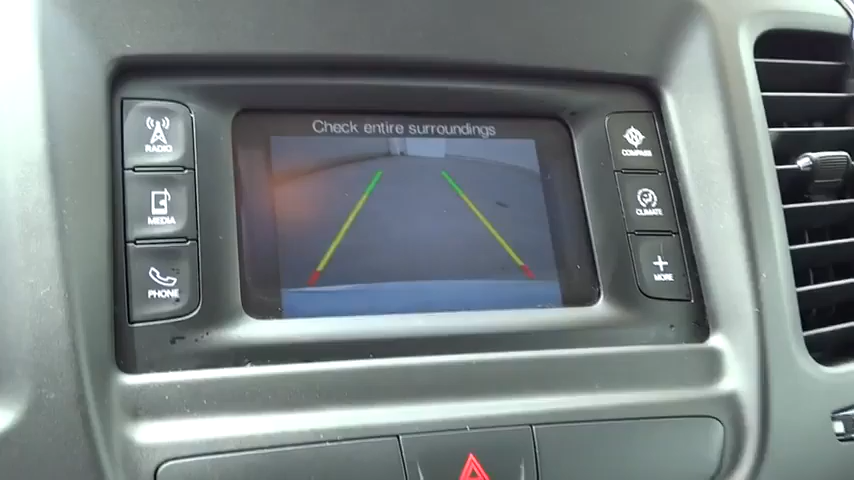 Check entire surroundings
RADIO
MEDIA
PHONE
COMPASS
CLIMATE
MORE